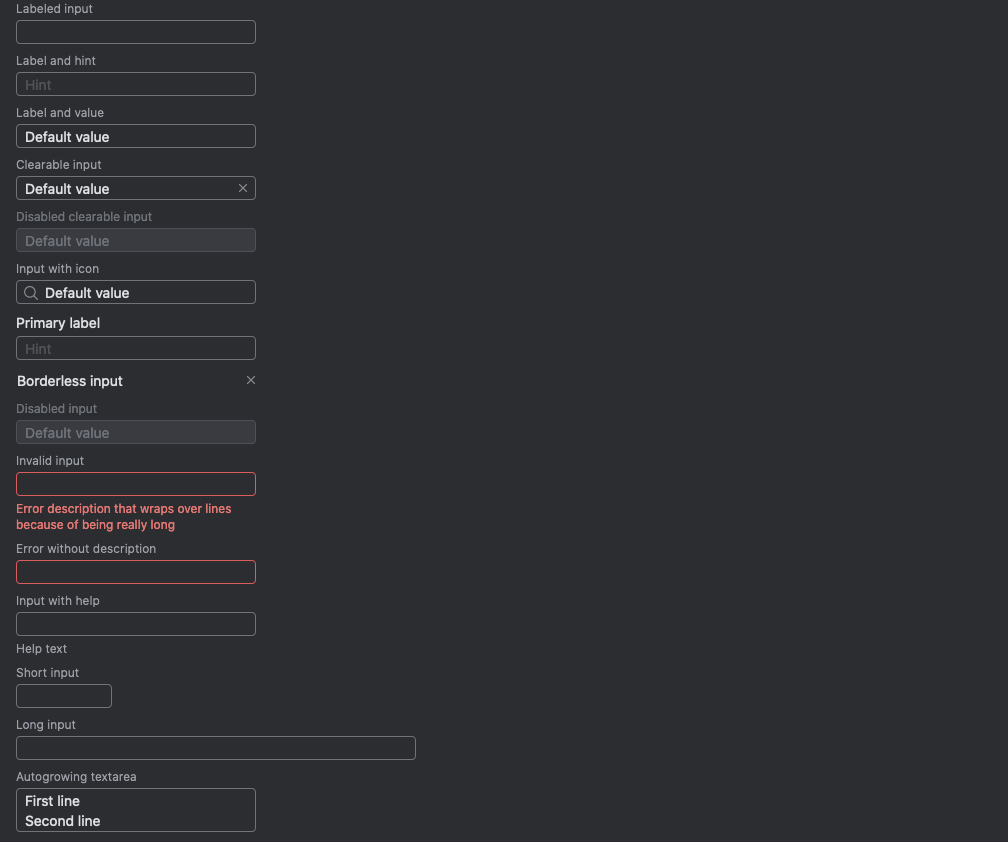 Labeled input
Label and hint
Hint
Label and value
Default value
Clearable input
Default value
Disabled clearable input
Default value
Input with icon
Default value
Primary label
Hint
Borderless input
Disabled input
Default value
Invalid input
Error description that wraps over lines
because of being really long
Error without description
Input with help
Help text
Short input
Long input
Autogrowing textarea
First line
Second line